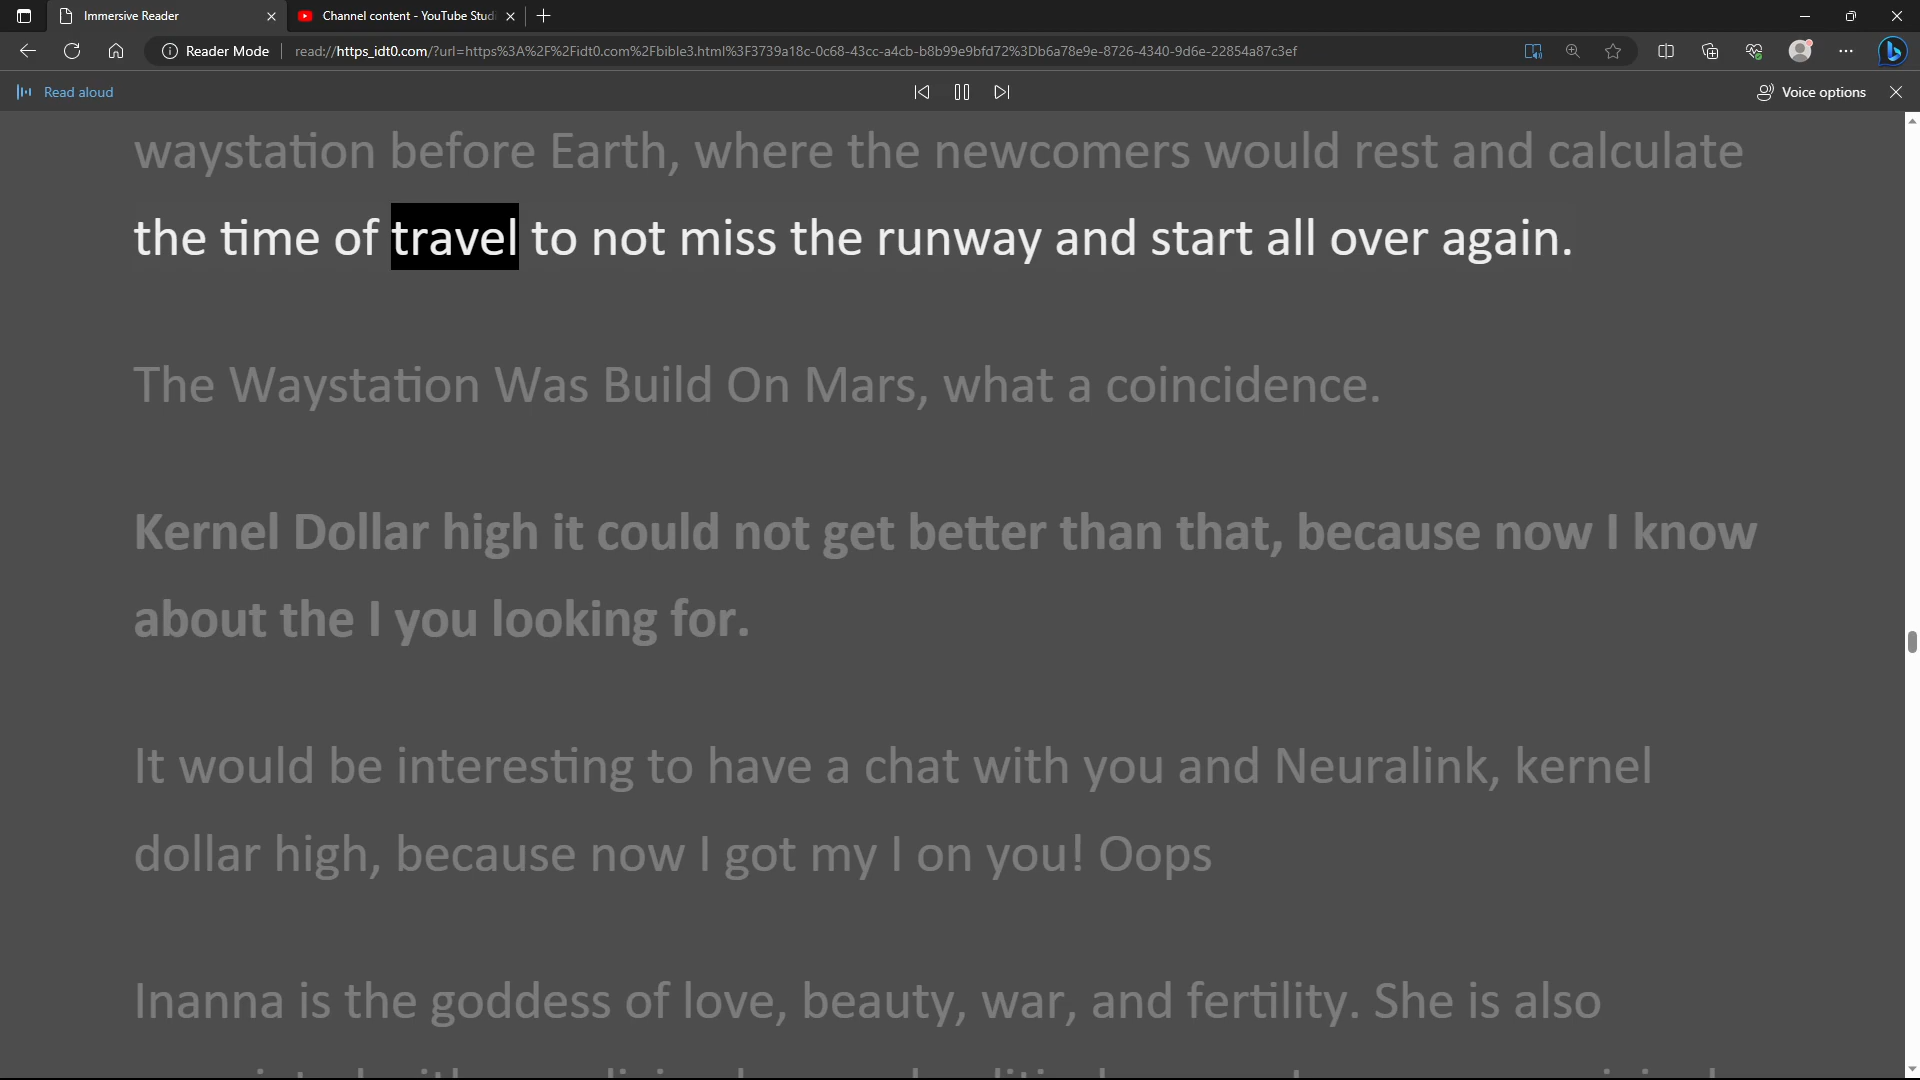 Immersive Reader
Channel content - YouTube Studi
Reader Mode
read://https_idt0.com/?url=https%3A%2F%2Fidt0.com%2Fbible3.html%3F3739a18c-0c68-43cc-a4cb-b8b99e9bfd72%3Db6a78e9e-8726-4340-9d6e-22854a87c3ef
Read aloud
Voice options
waystation before Earth, where the newcomers would rest and calculate
the time of travel to not miss the runway and start all over again.
The Waystation Was Build On Mars, what a coincidence.
Kernel Dollar high it could not get better than that, because now I know
about the I you looking for.
It would be interesting to have a chat with you and Neuralink, kernel
dollar high, because now I got my I on you! Oops
Inanna is the goddess of love, beauty, war, and fertility. She is also